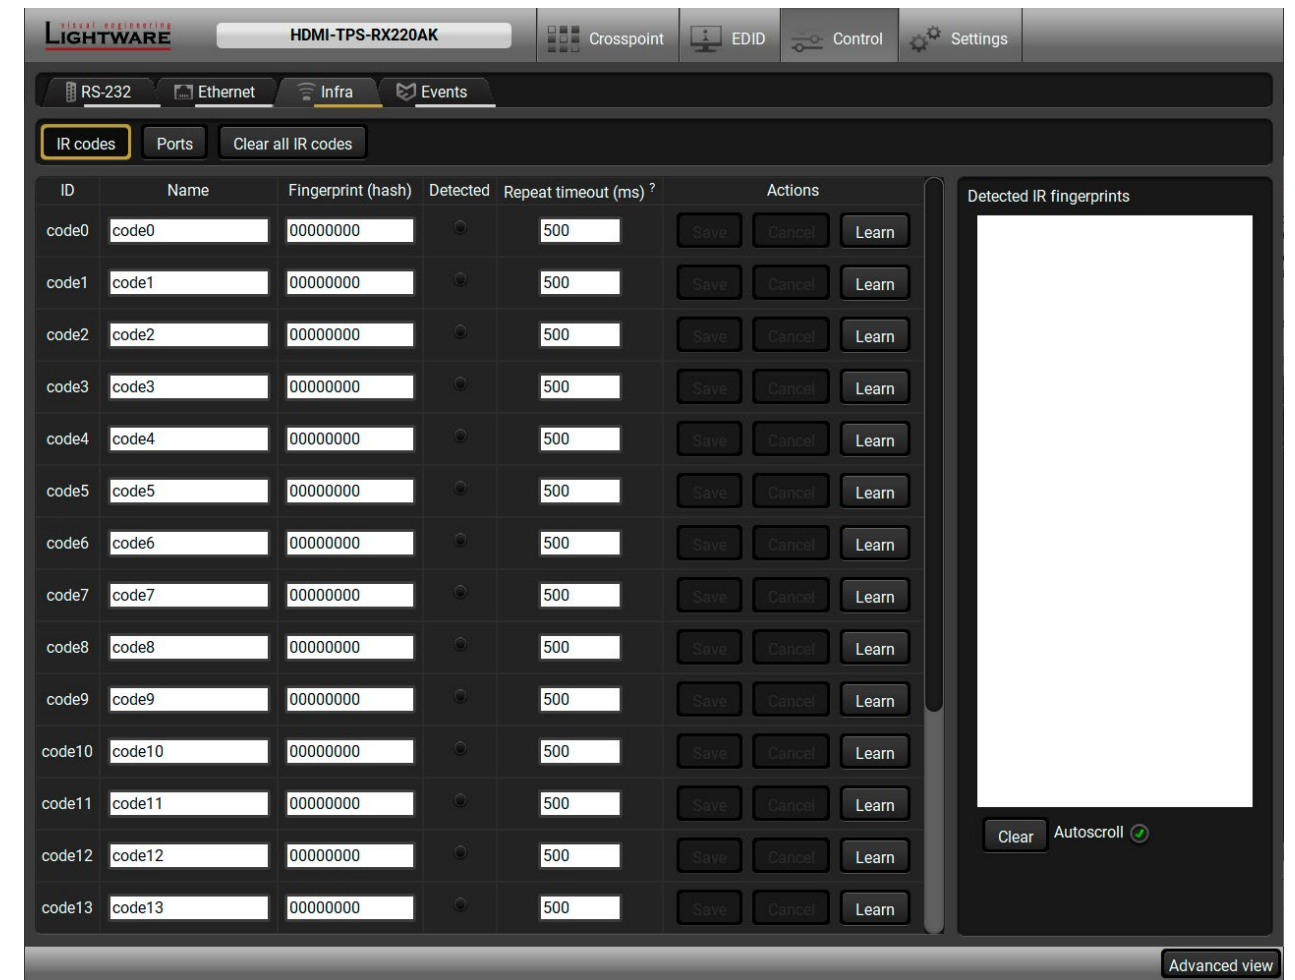 visual engineering
LIGHTWARE
HDMI-TPS-RX220AK
Crosspoint
EDID
Control
Settings
RS-232
Ethernet
Infra
Events
IR codes
Ports
Clear all IR codes
ID Name Fingerprint (hash) Detected Repeat timeout (ms) ? Actions
code0 code0 00000000 500 Save Cancel Learn
code1 code1 00000000 500 Save Cancel Learn
code2 code2 00000000 500 Save Cancel Learn
code3 code3 00000000 500 Save Cancel Learn
code4 code4 00000000 500 Save Cancel Learn
code5 code5 00000000 500 Save Cancel Learn
code6 code6 00000000 500 Save Cancel Learn
code7 code7 00000000 500 Save Cancel Learn
code8 code8 00000000 500 Save Cancel Learn
code9 code9 00000000 500 Save Cancel Learn
code10 code10 00000000 500 Save Cancel Learn
code11 code11 00000000 500 Save Cancel Learn
code12 code12 00000000 500 Save Cancel Learn
code13 code13 00000000 500 Save Cancel Learn
Detected IR fingerprints
Clear
Autoscroll
Advanced view